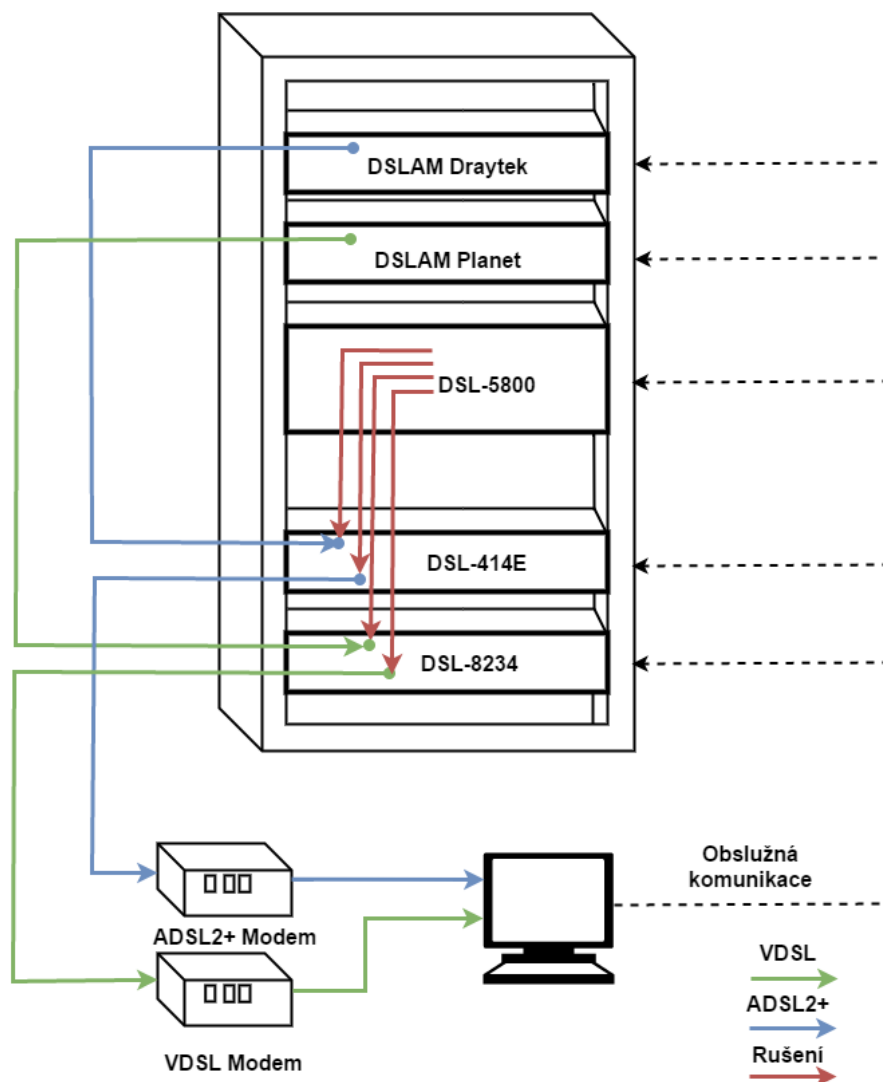 DSLAM Draytek
DSLAM Planet
DSL-5800
DSL-414E
DSL-8234
Obslužná
komunikace
ADSL2+ Modem
VDSL Modem
VDSL
ADSL2+
Rušení